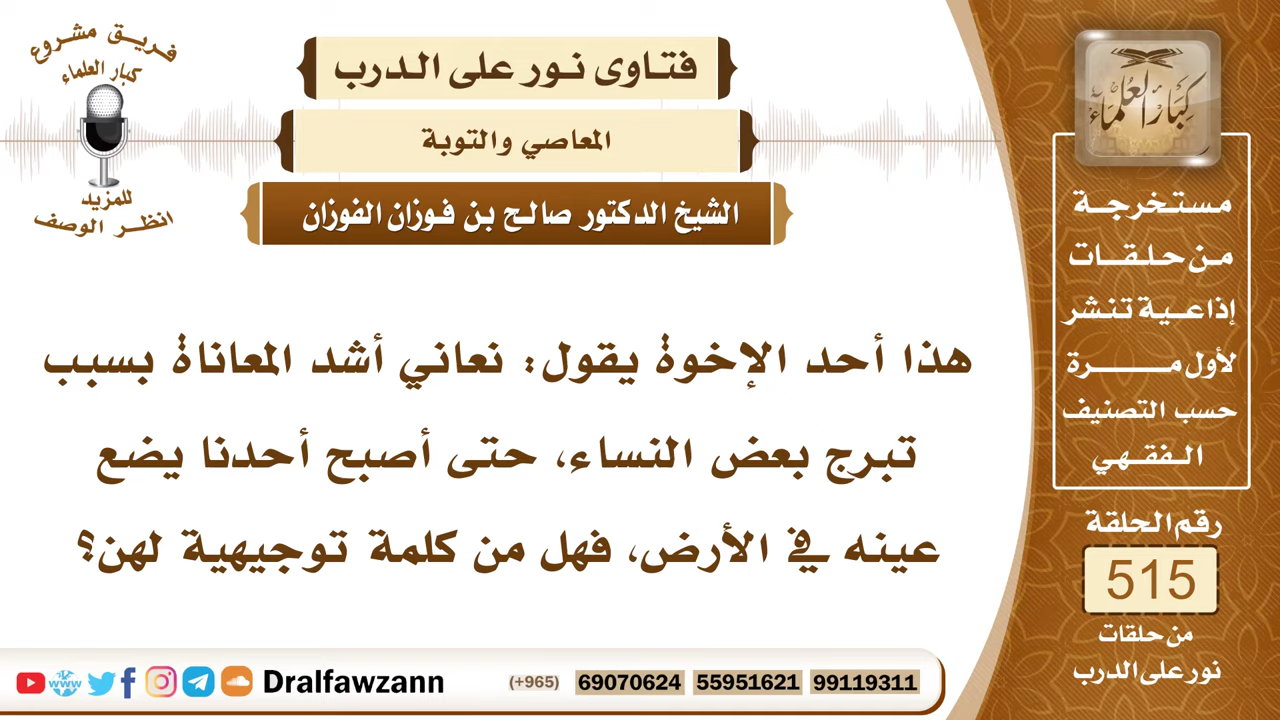 فريق مشروع
كبار العلماء
للمزيد
انظر الوصف
فتاوى نور على الدرب
المعاصي والتوبة
الشيخ الدكتور صالح بن فوزان الفوزان
هذا أحد الإخوة يقول: نعاني أشد المعاناة بسبب
تبرج بعض النساء، حتى أصبح أحدنا يضع
عينه في الأرض، فهل من كلمة توجيهية لهن؟
كبار العلماء
مستخرجة
من حلقات
إذاعية تنشر
لأول مرة
حسب التصنيف
الفقهي
رقم الحلقة
515
من حلقات
نور على الدرب
www
Dralfawzann
(+965) 69070624 55951621 99119311